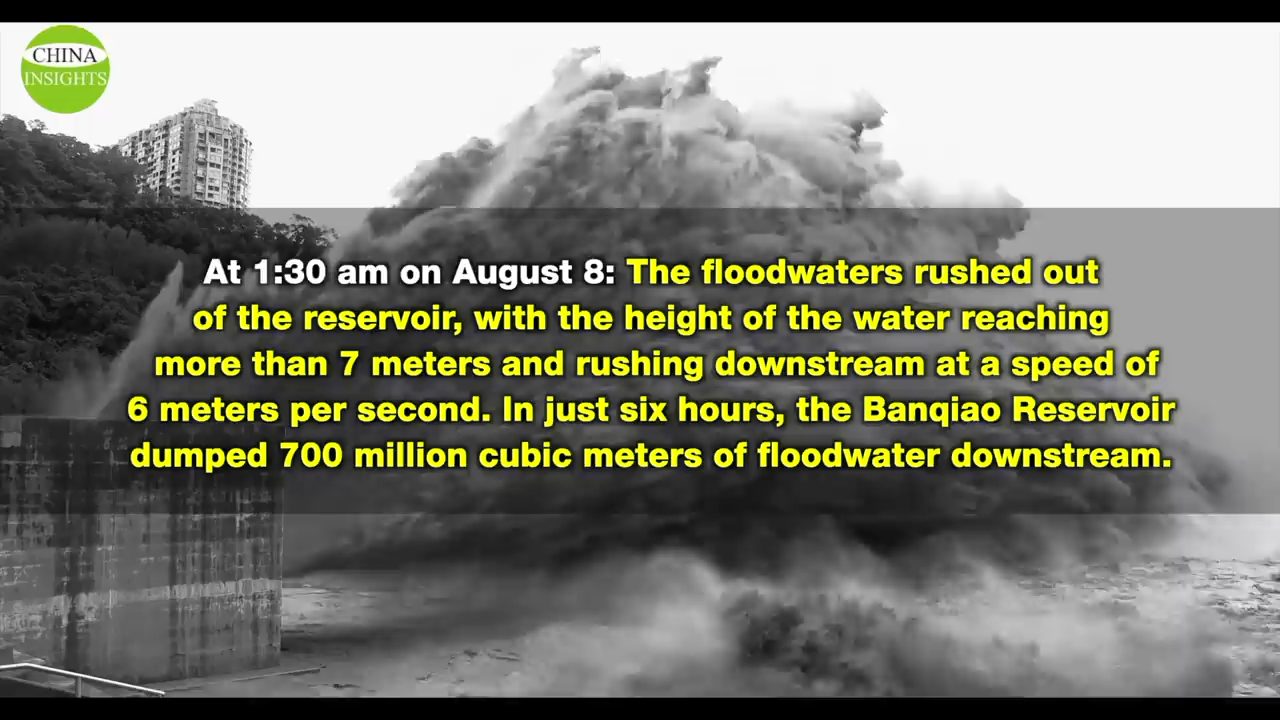 CHINA
INSIGHTS
At 1:30 am on August 8: The floodwaters rushed out
of the reservoir, with the height of the water reaching
more than 7 meters and rushing downstream at a speed of
6 meters per second. In just six hours, the Banqiao Reservoir
dumped 700 million cubic meters of floodwater downstream.